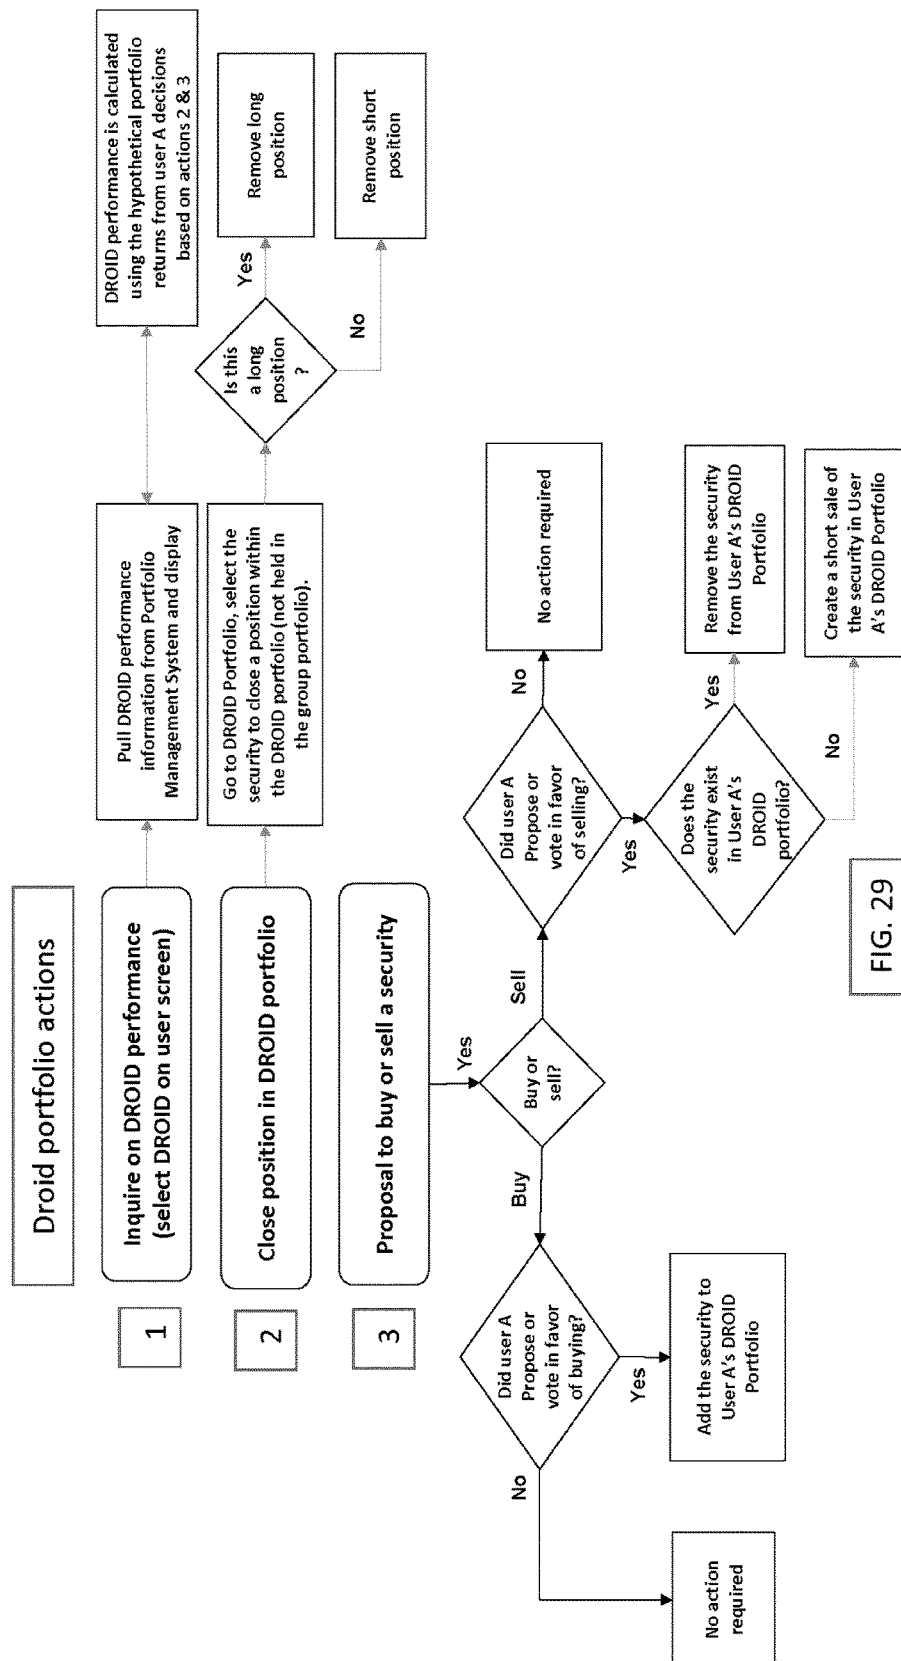 Droid portfolio actions
1
Inquire on DROID performance
(select DROID on user screen)
Pull DROID performance
information from Portfolio
Management System and display
DROID performance is calculated
using the hypothetical portfolio
returns from user A decisions
based on actions 2 & 3
2
Close position in DROID portfolio
Go to DROID Portfolio, select the
security to close a position within
the DROID portfolio (not held in
the group portfolio).
Is this
a long
position
?
Yes
Remove long
position
No
Remove short
position
3
Proposal to buy or sell a security
Yes
Buy or
sell?
Buy
Sell
Did user A
Propose or
vote in favor
of buying?
No
No action
required
Yes
Add the security to
User A's DROID
Portfolio
Did user A
Propose or
vote in favor
of selling?
No
No action required
Yes
Does the
security exist
in User A's
DROID
portfolio?
Yes
Remove the security
from User A's DROID
Portfolio
No
Create a short sale of
the security in User
A's DROID Portfolio
FIG. 29